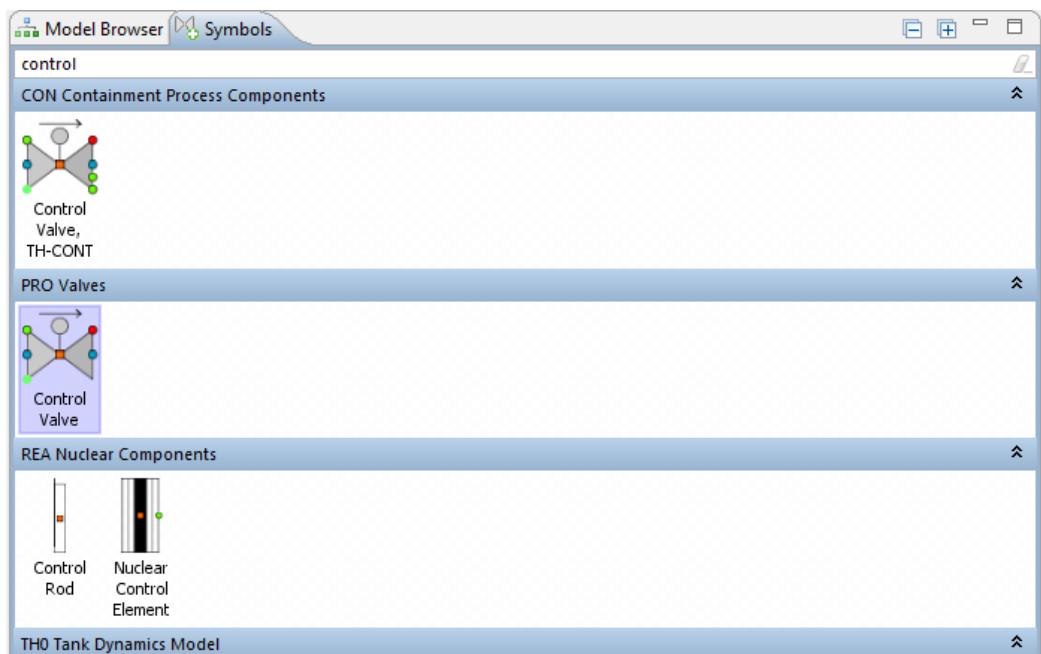 Model Browser Symbols
control
CON Containment Process Components
Control
Valve,
TH-CONT
PRO Valves
Control
Valve
REA Nuclear Components
Control
Rod
Nuclear
Control
Element
TH0 Tank Dynamics Model